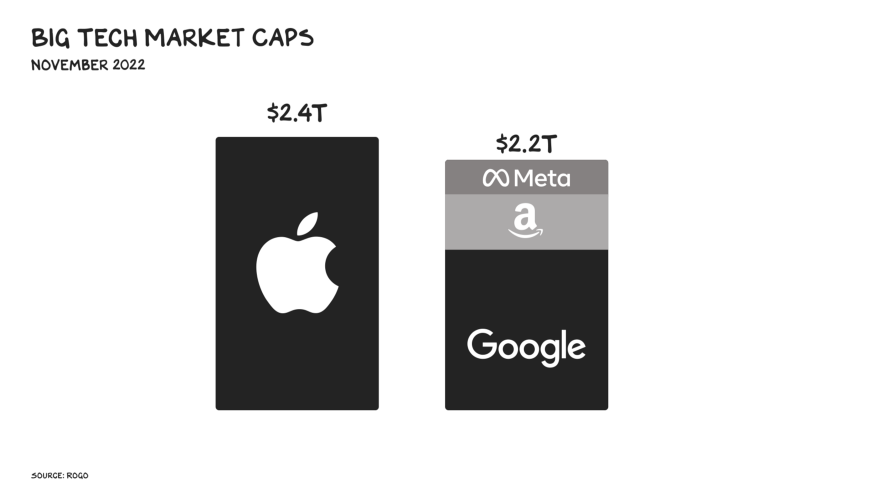 BIG TECH MARKET CAPS
NOVEMBER 2022
$2.4T
$2.2T
Meta
a
Google
SOURCE: ROGO